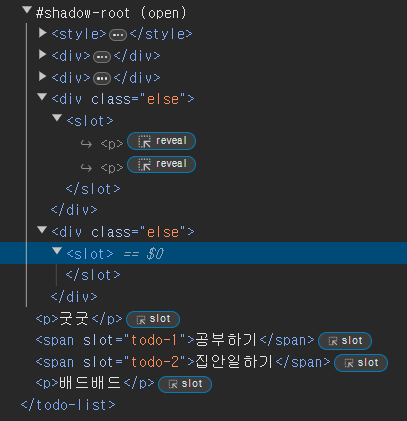 #shadow-root (open)
<style>…</style>
<div>…</div>
<div>…</div>
<div class="else">
<slot>
↪ <p> reveal
↪ <p> reveal
</slot>
</div>
<div class="else">
<slot> == $0
</slot>
</div>
<p>굿굿</p> slot
<span slot="todo-1">공부하기</span> slot
<span slot="todo-2">집안일하기</span> slot
<p>배드배드</p> slot
</todo-list>